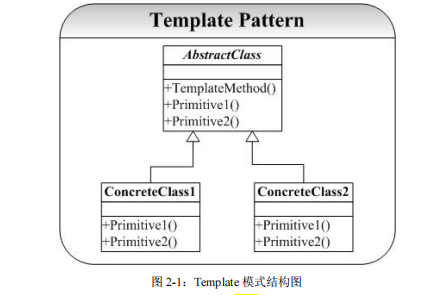 Template Pattern
AbstractClass
+TemplateMethod()
+Primitive1()
+Primitive2()
ConcreteClass1
+Primitive1()
+Primitive2()
ConcreteClass2
+Primitive1()
+Primitive2()
图 2-1：Template 模式结构图